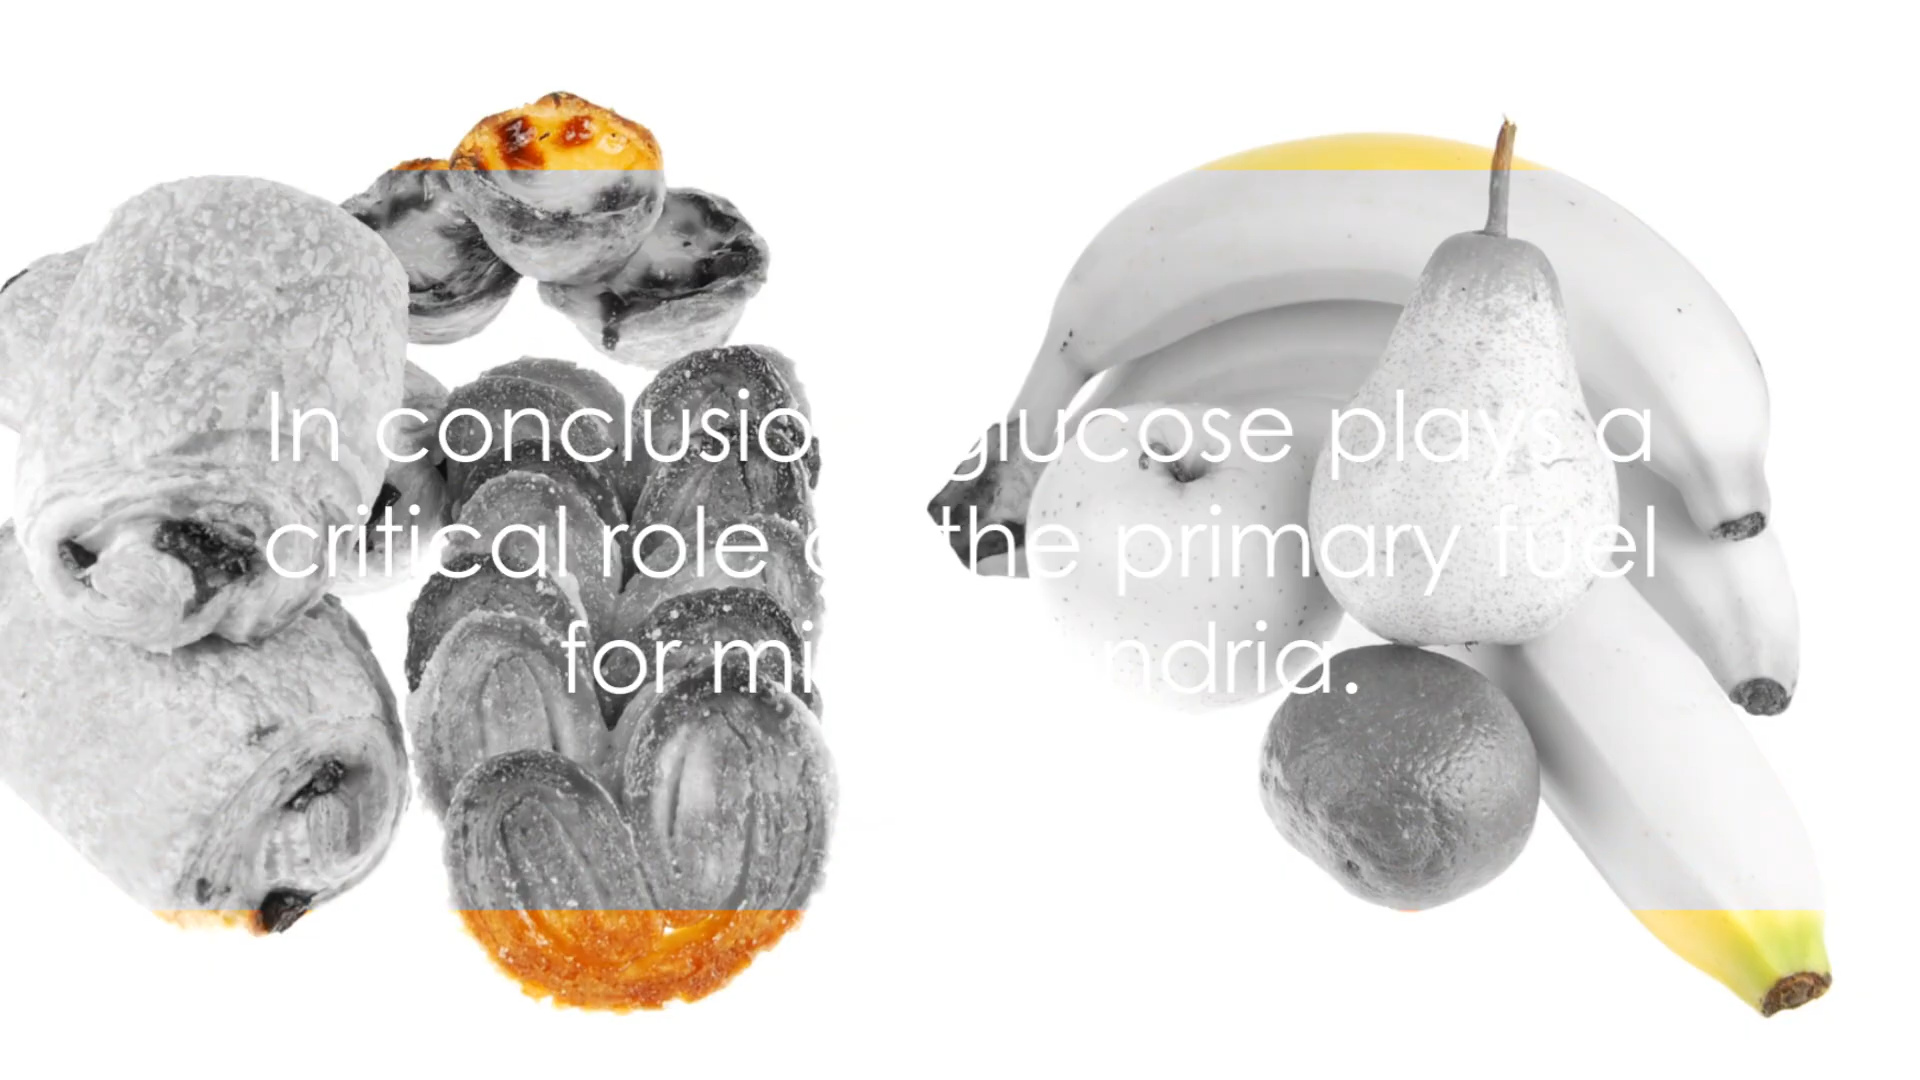 In glucose plays a
critical role the primary fuel
for